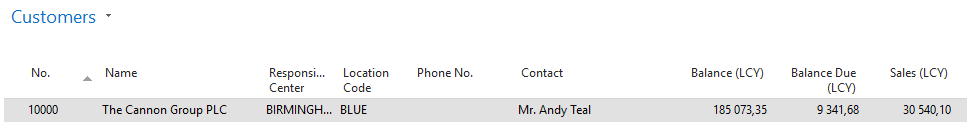 Customers
No. Name Responsi... Center Location Code Phone No. Contact Balance (LCY) Balance Due (LCY) Sales (LCY)
10000 The Cannon Group PLC BIRMINGH... BLUE Mr. Andy Teal 185 073,35 9 341,68 30 540,10